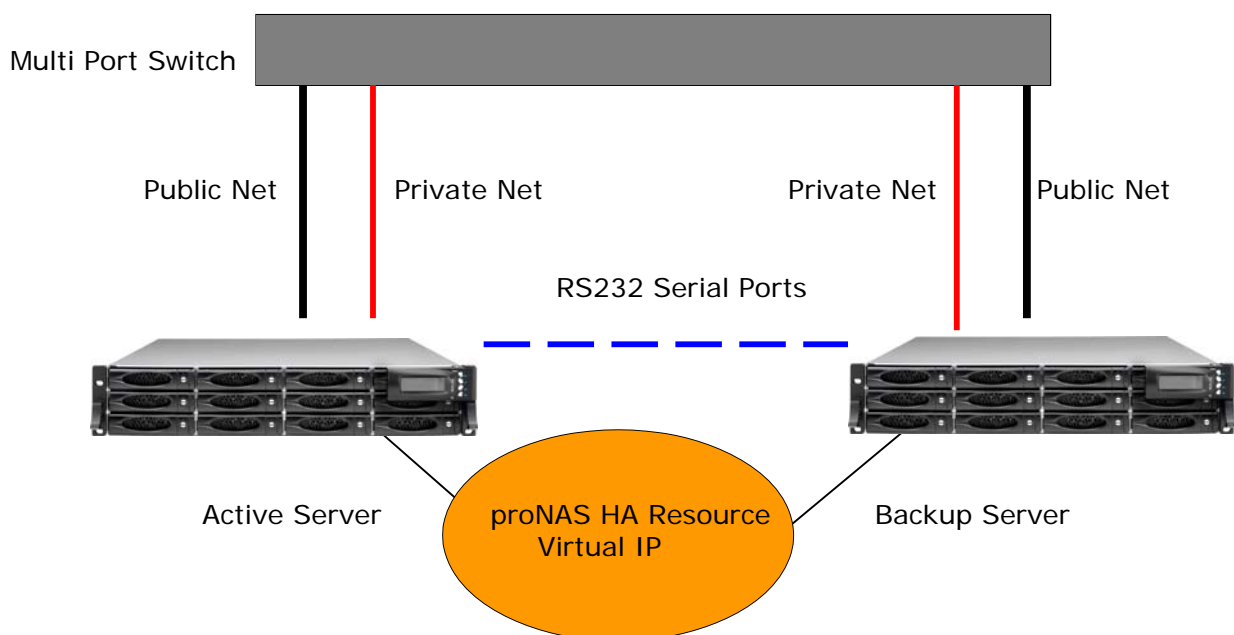 Multi Port Switch
Public Net
Private Net
Private Net
Public Net
RS232 Serial Ports
Active Server
proNAS HA Resource
Virtual IP
Backup Server